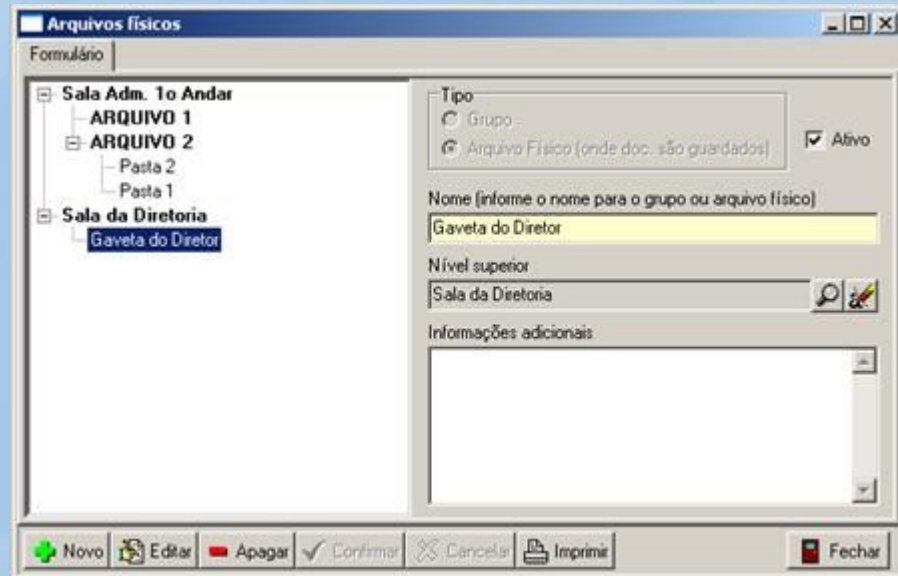 Arquivos físicos
Formulário
Sala Adm. 1o Andar
ARQUIVO 1
ARQUIVO 2
Pasta 2
Pasta 1
Sala da Diretoria
Gaveta do Diretor
Tipo
Grupo
Arquivo Físico (onde doc. são guardados)
Ativo
Nome (informe o nome para o grupo ou arquivo físico)
Gaveta do Diretor
Nível superior
Sala da Diretoria
Informações adicionais
Novo Editar Apagar Confirmar Cancelar Imprimir Fechar